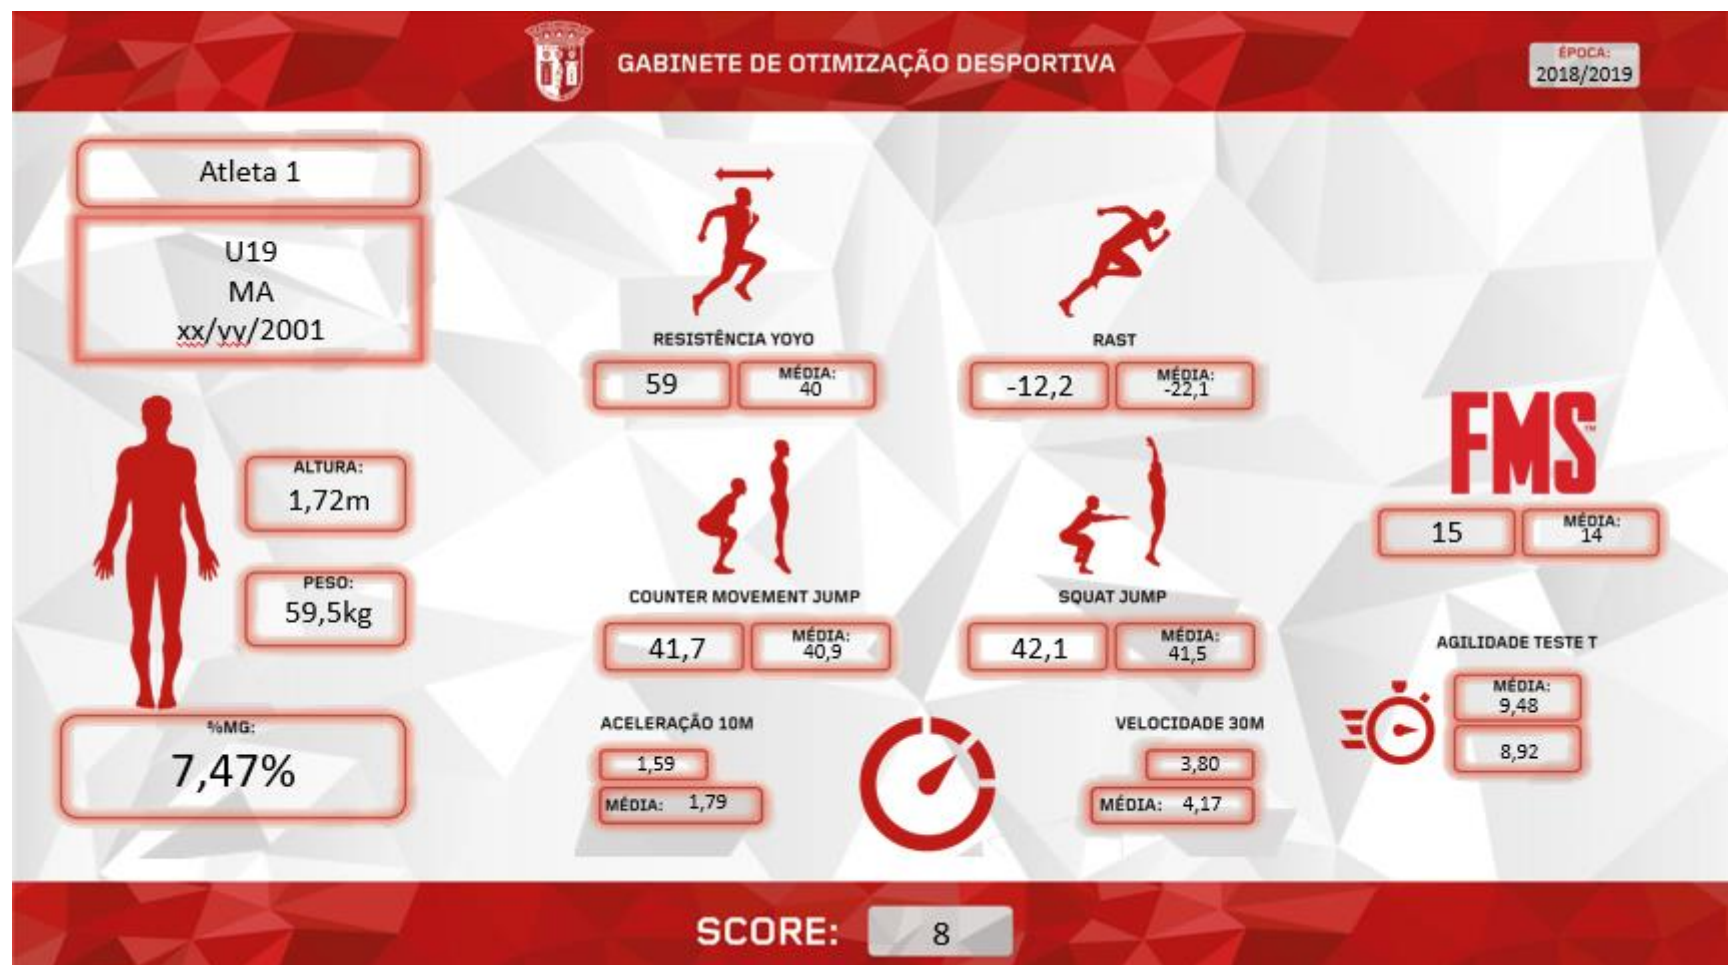 GABINETE DE OTIMIZAÇÃO DESPORTIVA
ÉPOCA:
2018/2019
Atleta 1
U19
MA
xx/yy/2001
ALTURA:
1,72m
PESO:
59,5kg
%MG:
7,47%
RESISTÊNCIA YOYO
59
MÉDIA:
40
RAST
-12,2
MÉDIA:
-22,1
COUNTER MOVEMENT JUMP
41,7
MÉDIA:
40,9
SQUAT JUMP
42,1
MÉDIA:
41,5
ACELERAÇÃO 10M
1,59
MÉDIA: 1,79
VELOCIDADE 30M
3,80
MÉDIA: 4,17
FMS™
15
MÉDIA:
14
AGILIDADE TESTE T
MÉDIA:
9,48
8,92
SCORE: 8